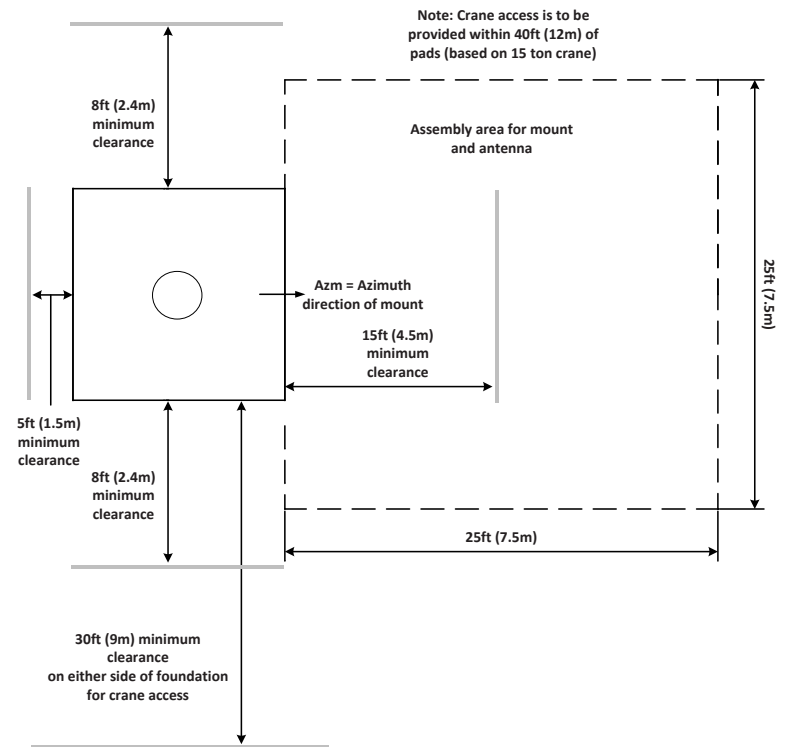 Note: Crane access is to be
provided within 40ft (12m) of
pads (based on 15 ton crane)
8ft (2.4m)
minimum
clearance
Assembly area for mount
and antenna
Azm = Azimuth
direction of mount
25ft (7.5m)
15ft (4.5m)
minimum
clearance
5ft (1.5m)
minimum
clearance
8ft (2.4m)
minimum
clearance
25ft (7.5m)
30ft (9m) minimum
clearance
on either side of foundation
for crane access